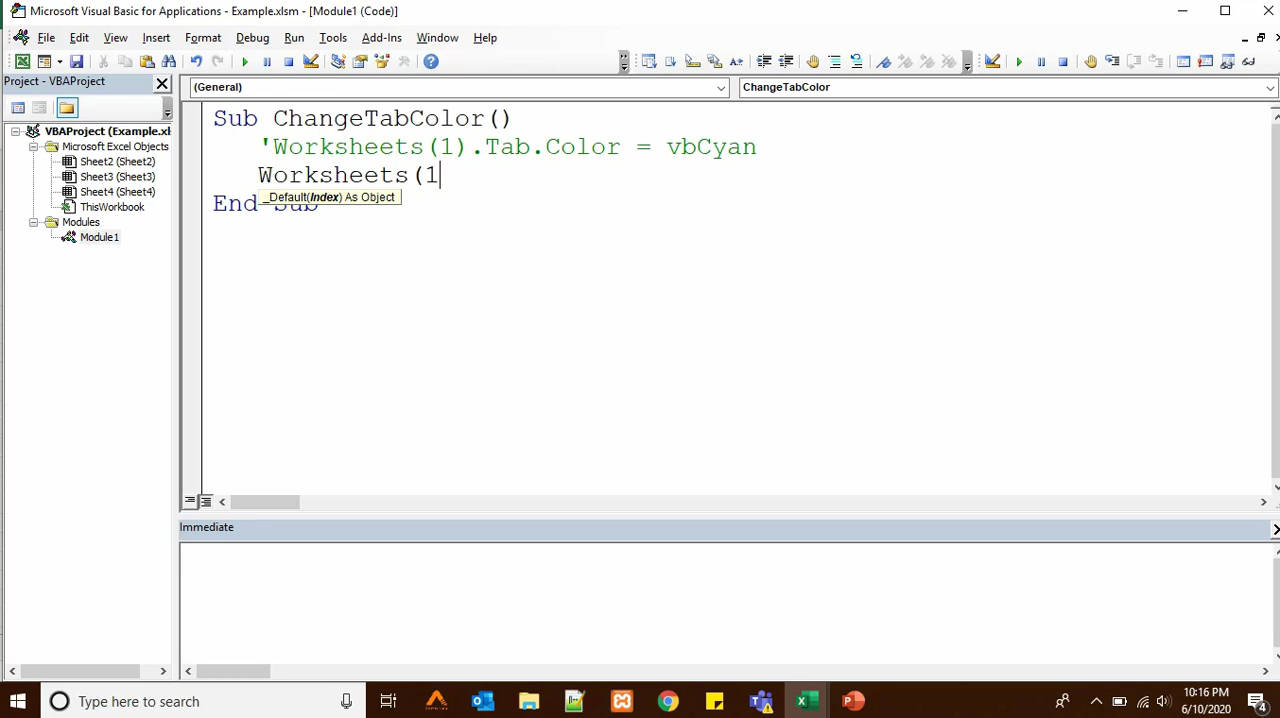 Microsoft Visual Basic for Applications - Example.xlsm - [Module1 (Code)]
File Edit View Insert Format Debug Run Tools Add-Ins Window Help
Project - VBAProject
(General) ChangeTabColor
VBAProject (Example.xl
Microsoft Excel Objects
Sheet2 (Sheet2)
Sheet3 (Sheet3)
Sheet4 (Sheet4)
ThisWorkbook
Modules
Module1
Sub ChangeTabColor()
'Worksheets(1).Tab.Color = vbCyan
Worksheets(1
_Default(Index) As Object
End Sub
Immediate
Type here to search
10:16 PM
6/10/2020
4